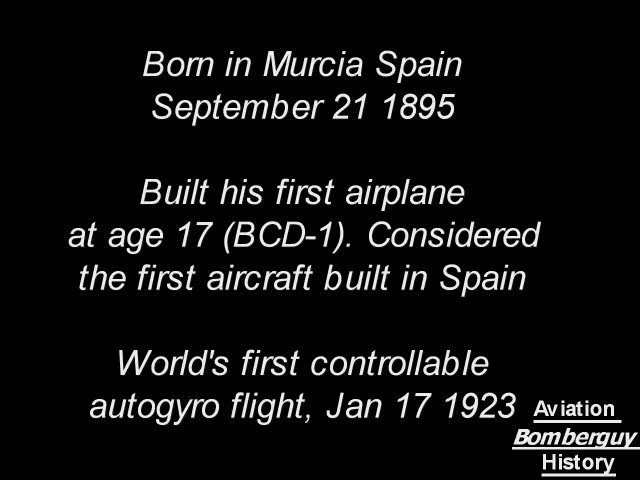 Born in Murcia Spain
September 21 1895
Built his first airplane
at age 17 (BCD-1). Considered
the first aircraft built in Spain
World's first controllable
autogyro flight, Jan 17 1923
Aviation
Bomberguy
History